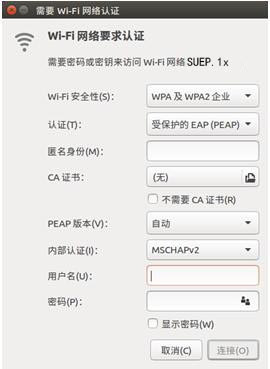 需要 Wi-Fi 网络认证
Wi-Fi 网络要求认证
需要密码或密钥来访问 Wi-Fi 网络 SUEP.1x
Wi-Fi 安全性(S)： WPA 及 WPA2 企业
认证(T)： 受保护的 EAP (PEAP)
匿名身份(M)：
CA 证书： (无)
不需要 CA 证书(R)
PEAP 版本(V)： 自动
内部认证(I)： MSCHAPv2
用户名(U)：
密码(P)：
显示密码(W)
取消(C) 连接(O)